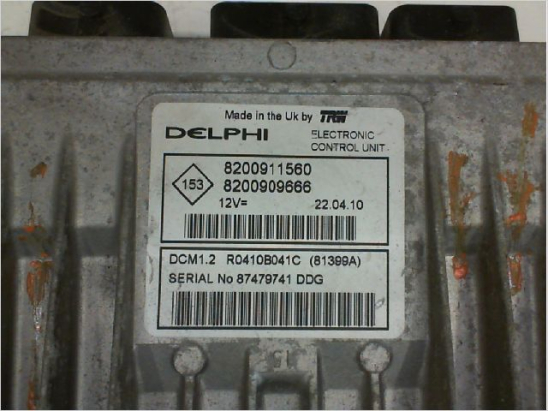 Made in the Uk by TRW
DELPHI ELECTRONIC
CONTROL UNIT
8200911560
153
8200909666
12V= 22.04.10
DCM1.2 R0410B041C (81399A)
SERIAL No 87479741 DDG